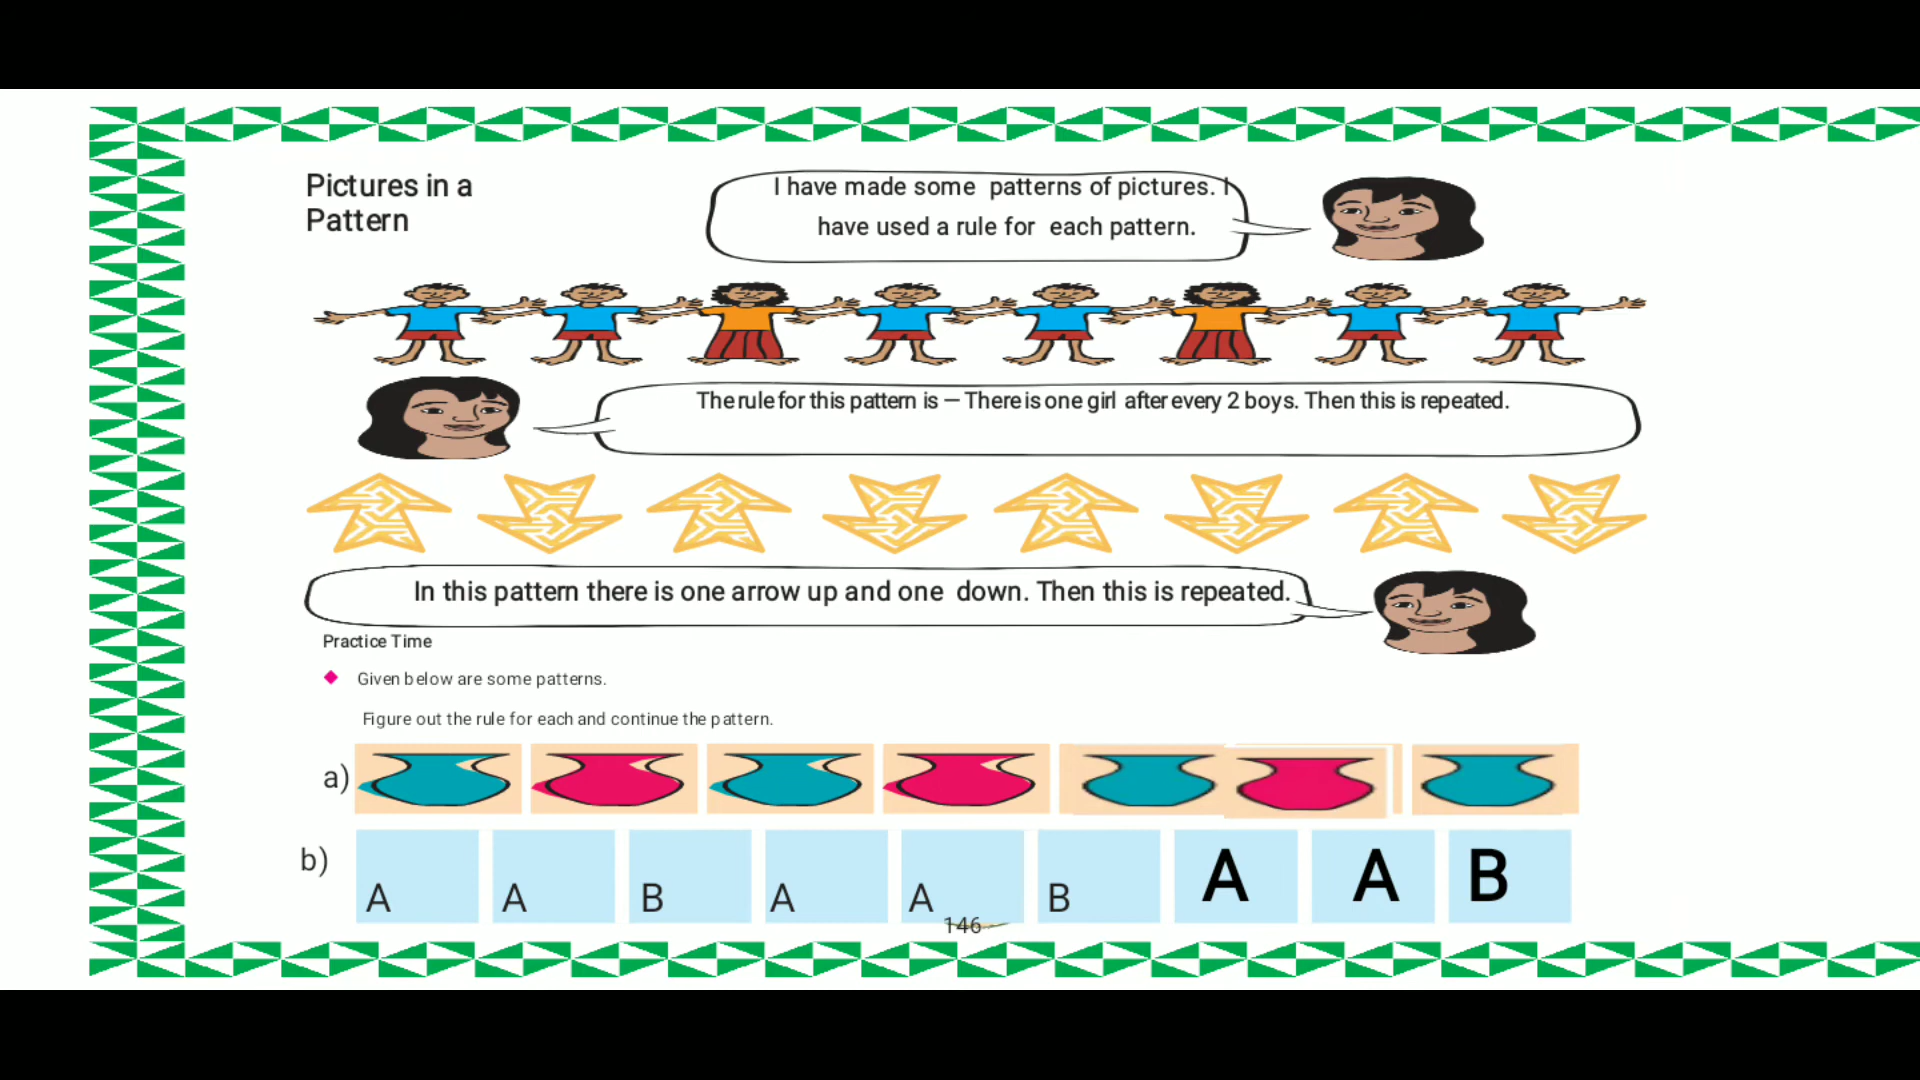 Pictures in a
Pattern
I have made some patterns of pictures. I
have used a rule for each pattern.
The rule for this pattern is — There is one girl after every 2 boys. Then this is repeated.
In this pattern there is one arrow up and one down. Then this is repeated.
Practice Time
Given below are some patterns.
Figure out the rule for each and continue the pattern.
a)
b) A A B A A B A A B
146